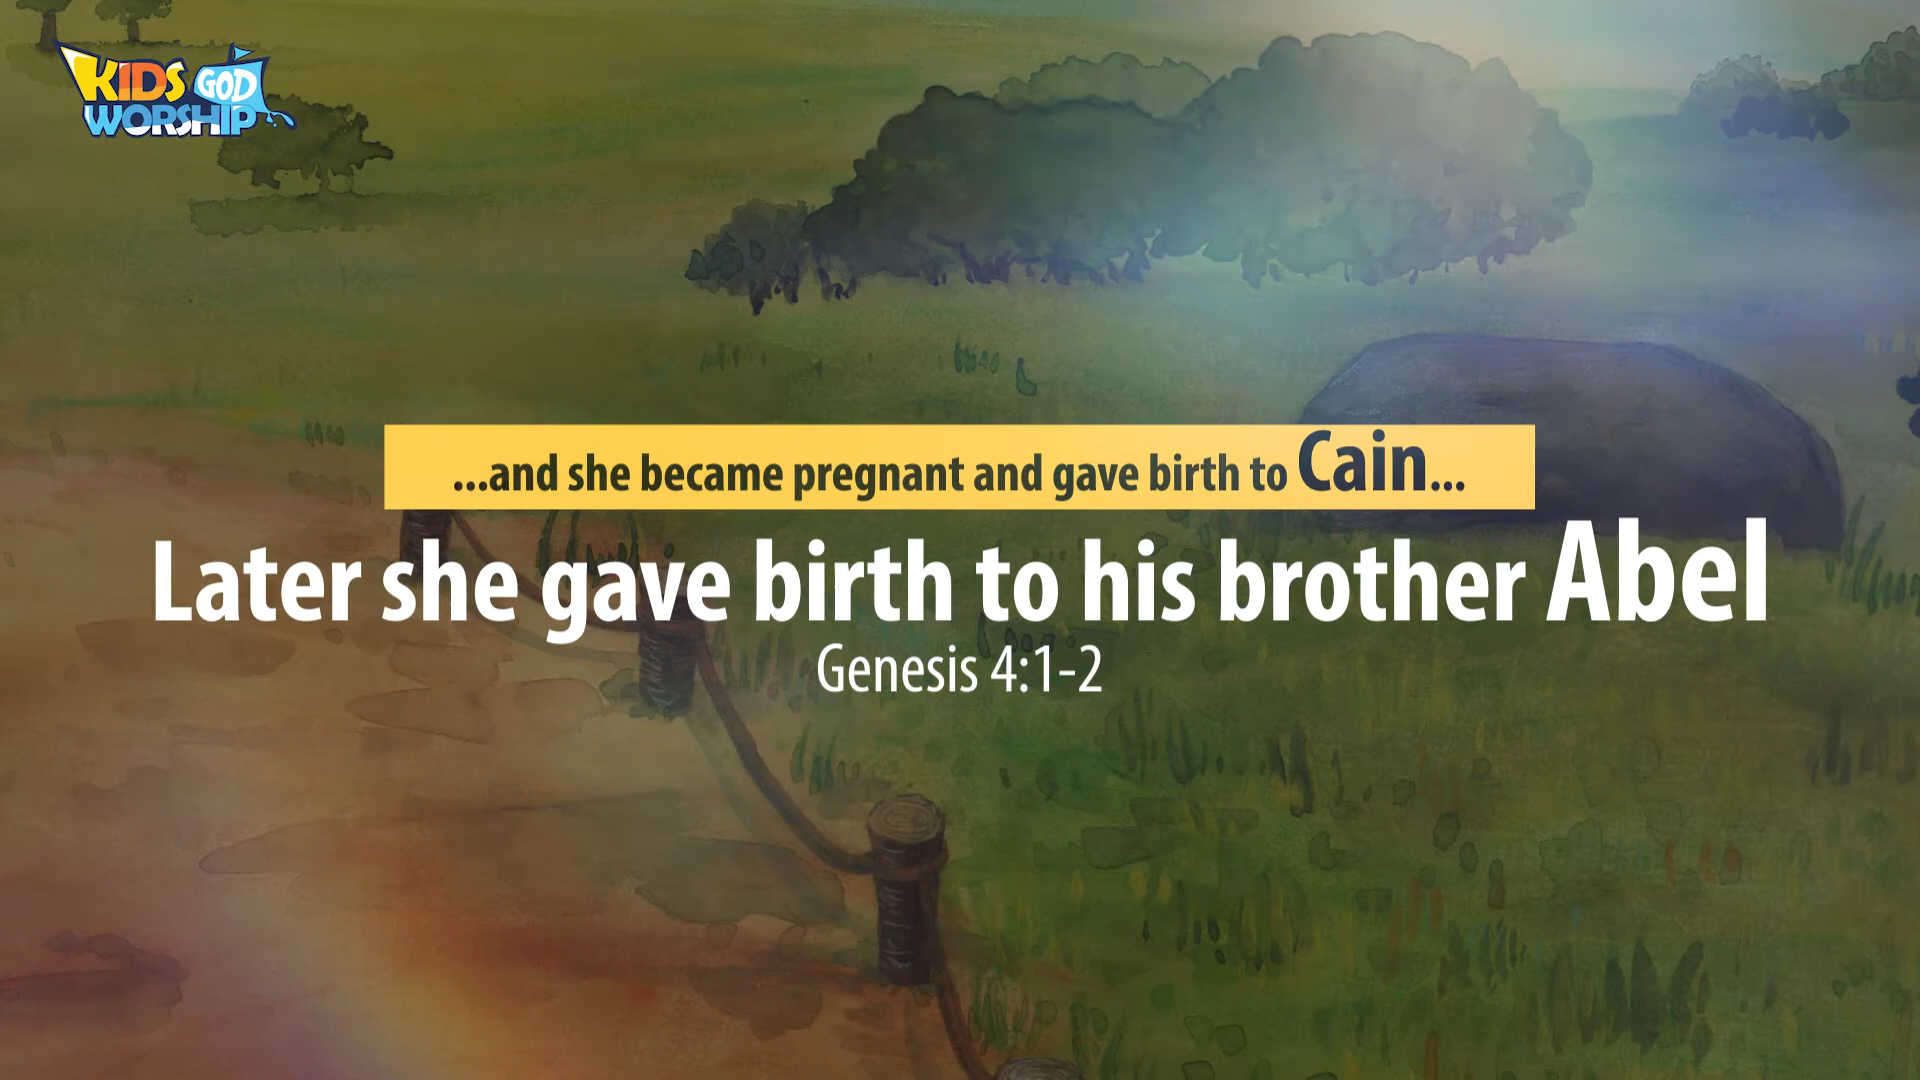 KIDS GOD
WORSHIP
...and she became pregnant and gave birth to Cain...
Later she gave birth to his brother Abel
Genesis 4:1-2